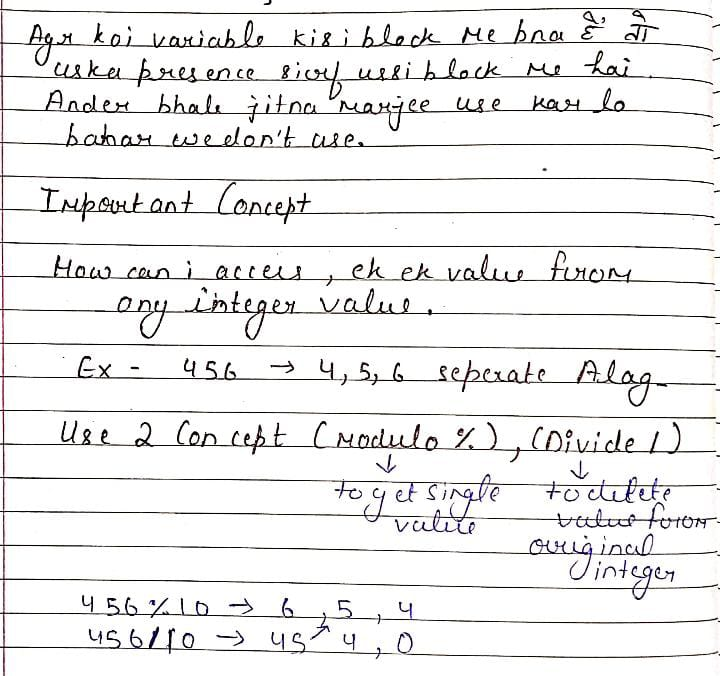 Agr koi variable kisi block me bna है, तो
uska presence sirf ussi block me hai.
Ander bhale jitna marjee use kar lo
bahar we don't use.
Important Concept
How can i access, ek ek value from
any integer value.
Ex - 456 → 4, 5, 6 seperate Alag-
Use 2 Concept (Modulo %), (Divide /)
↓ ↓
to get single to delete
value value from
original
integer
456%10 → 6, 5, 4
456/10 → 45 4, 0